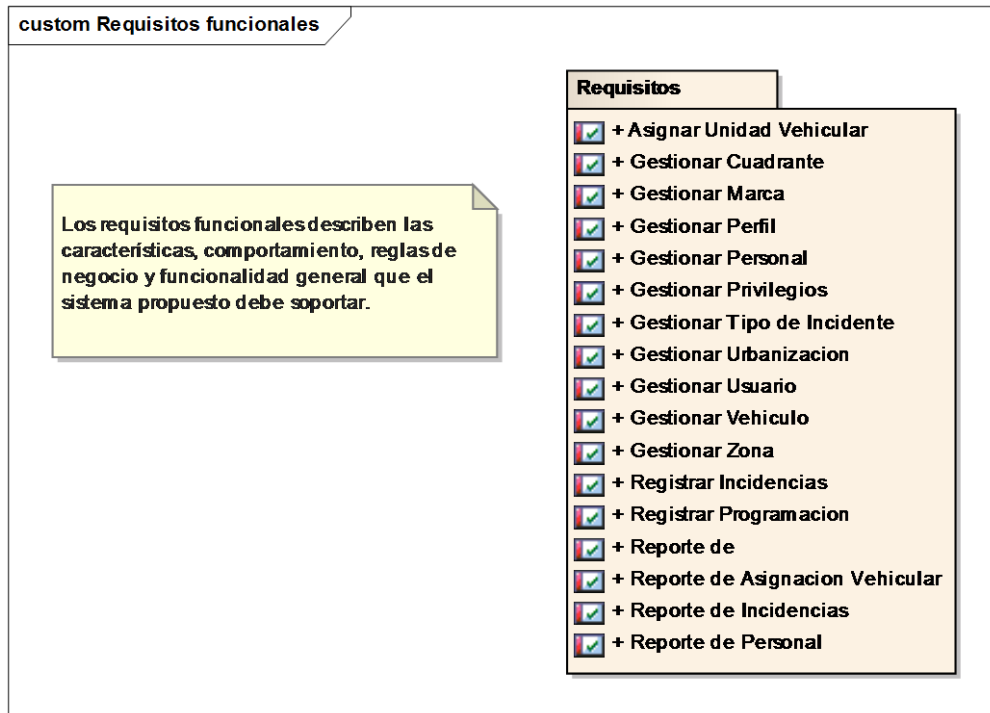 custom Requisitos funcionales
Los requisitos funcionales describen las
características, comportamiento, reglas de
negocio y funcionalidad general que el
sistema propuesto debe soportar.
Requisitos
+ Asignar Unidad Vehicular
+ Gestionar Cuadrante
+ Gestionar Marca
+ Gestionar Perfil
+ Gestionar Personal
+ Gestionar Privilegios
+ Gestionar Tipo de Incidente
+ Gestionar Urbanizacion
+ Gestionar Usuario
+ Gestionar Vehiculo
+ Gestionar Zona
+ Registrar Incidencias
+ Registrar Programacion
+ Reporte de
+ Reporte de Asignacion Vehicular
+ Reporte de Incidencias
+ Reporte de Personal